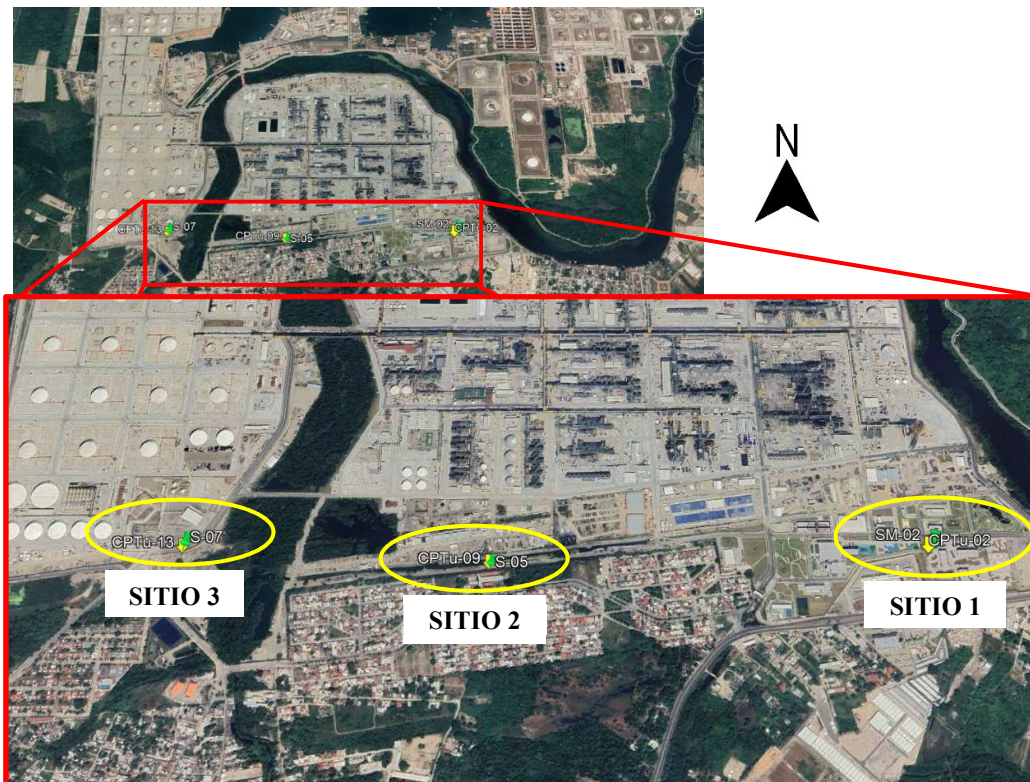 N
CPTu-13 S-07
CPTu-09 S-05
SM-02 CPTu-02
N
CPTu-13 S-07
SITIO 3
CPTu-09 S-05
SITIO 2
SM-02 CPTu-02
SITIO 1